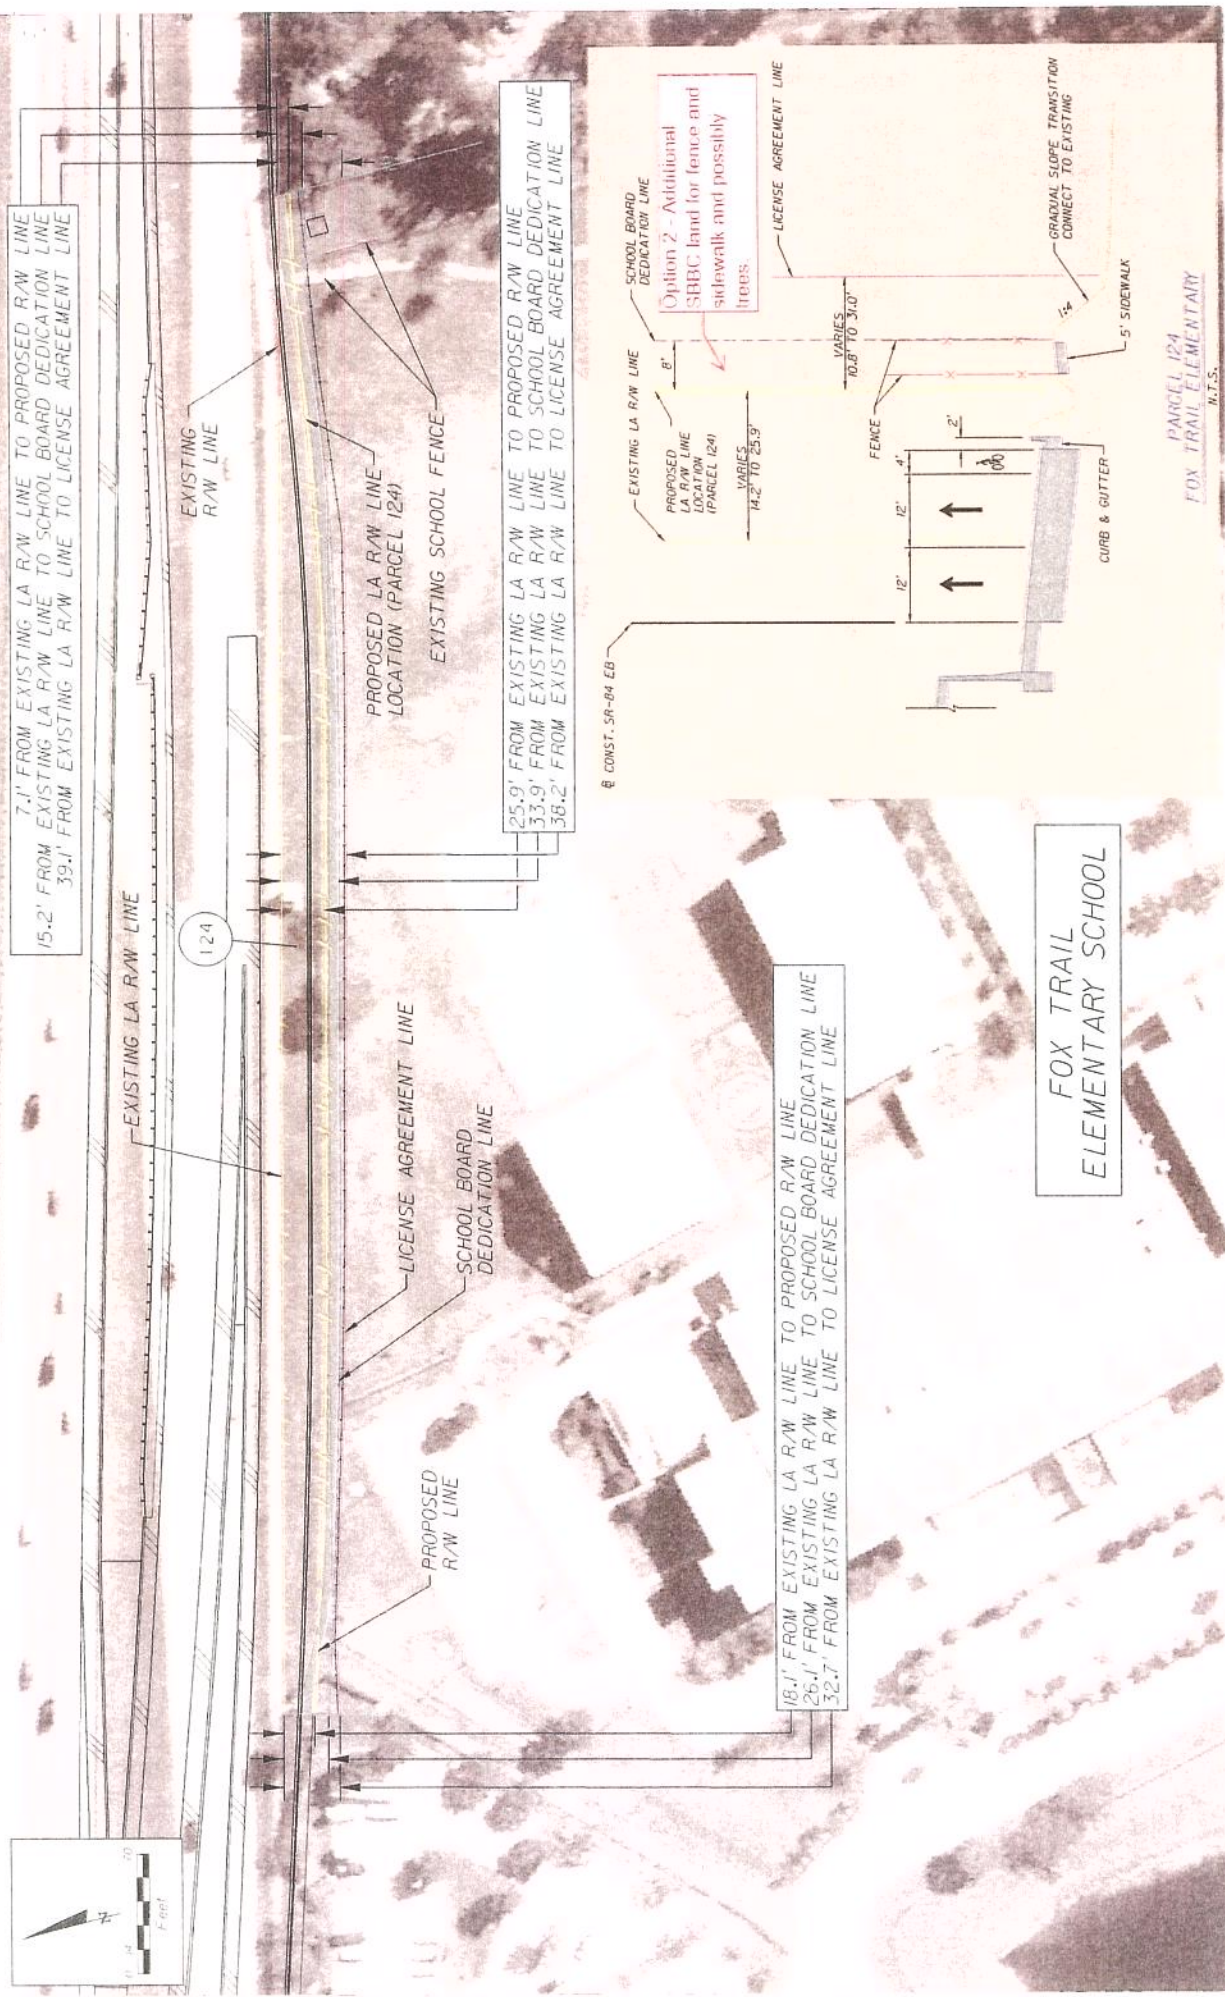 7.1' FROM EXISTING LA R/W LINE TO PROPOSED R/W LINE
15.2' FROM EXISTING LA R/W LINE TO SCHOOL BOARD DEDICATION LINE
39.1' FROM EXISTING LA R/W LINE TO LICENSE AGREEMENT LINE
EXISTING LA R/W LINE
124
EXISTING
R/W LINE
PROPOSED LA R/W LINE
LOCATION (PARCEL 124)
EXISTING SCHOOL FENCE
LICENSE AGREEMENT LINE
SCHOOL BOARD
DEDICATION LINE
PROPOSED
R/W LINE
25.9' FROM EXISTING LA R/W LINE TO PROPOSED R/W LINE
33.9' FROM EXISTING LA R/W LINE TO SCHOOL BOARD DEDICATION LINE
38.2' FROM EXISTING LA R/W LINE TO LICENSE AGREEMENT LINE
18.1' FROM EXISTING LA R/W LINE TO PROPOSED R/W LINE
26.1' FROM EXISTING LA R/W LINE TO SCHOOL BOARD DEDICATION LINE
32.7' FROM EXISTING LA R/W LINE TO LICENSE AGREEMENT LINE
FOX TRAIL
ELEMENTARY SCHOOL
Feet
CONST. SR-84 EB
EXISTING LA R/W LINE
PROPOSED
LA R/W LINE
LOCATION
(PARCEL 124)
SCHOOL BOARD
DEDICATION LINE
Option 2 - Additional
SBBC land for fence and
sidewalk and possibly
trees.
LICENSE AGREEMENT LINE
8'
VARIES
14.2' TO 25.9'
VARIES
10.8' TO 31.0'
FENCE
12'
12'
4'
2'
1:4
GRADUAL SLOPE TRANSITION
CONNECT TO EXISTING
5' SIDEWALK
CURB & GUTTER
PARCEL 124
FOX TRAIL ELEMENTARY
N.T.S.